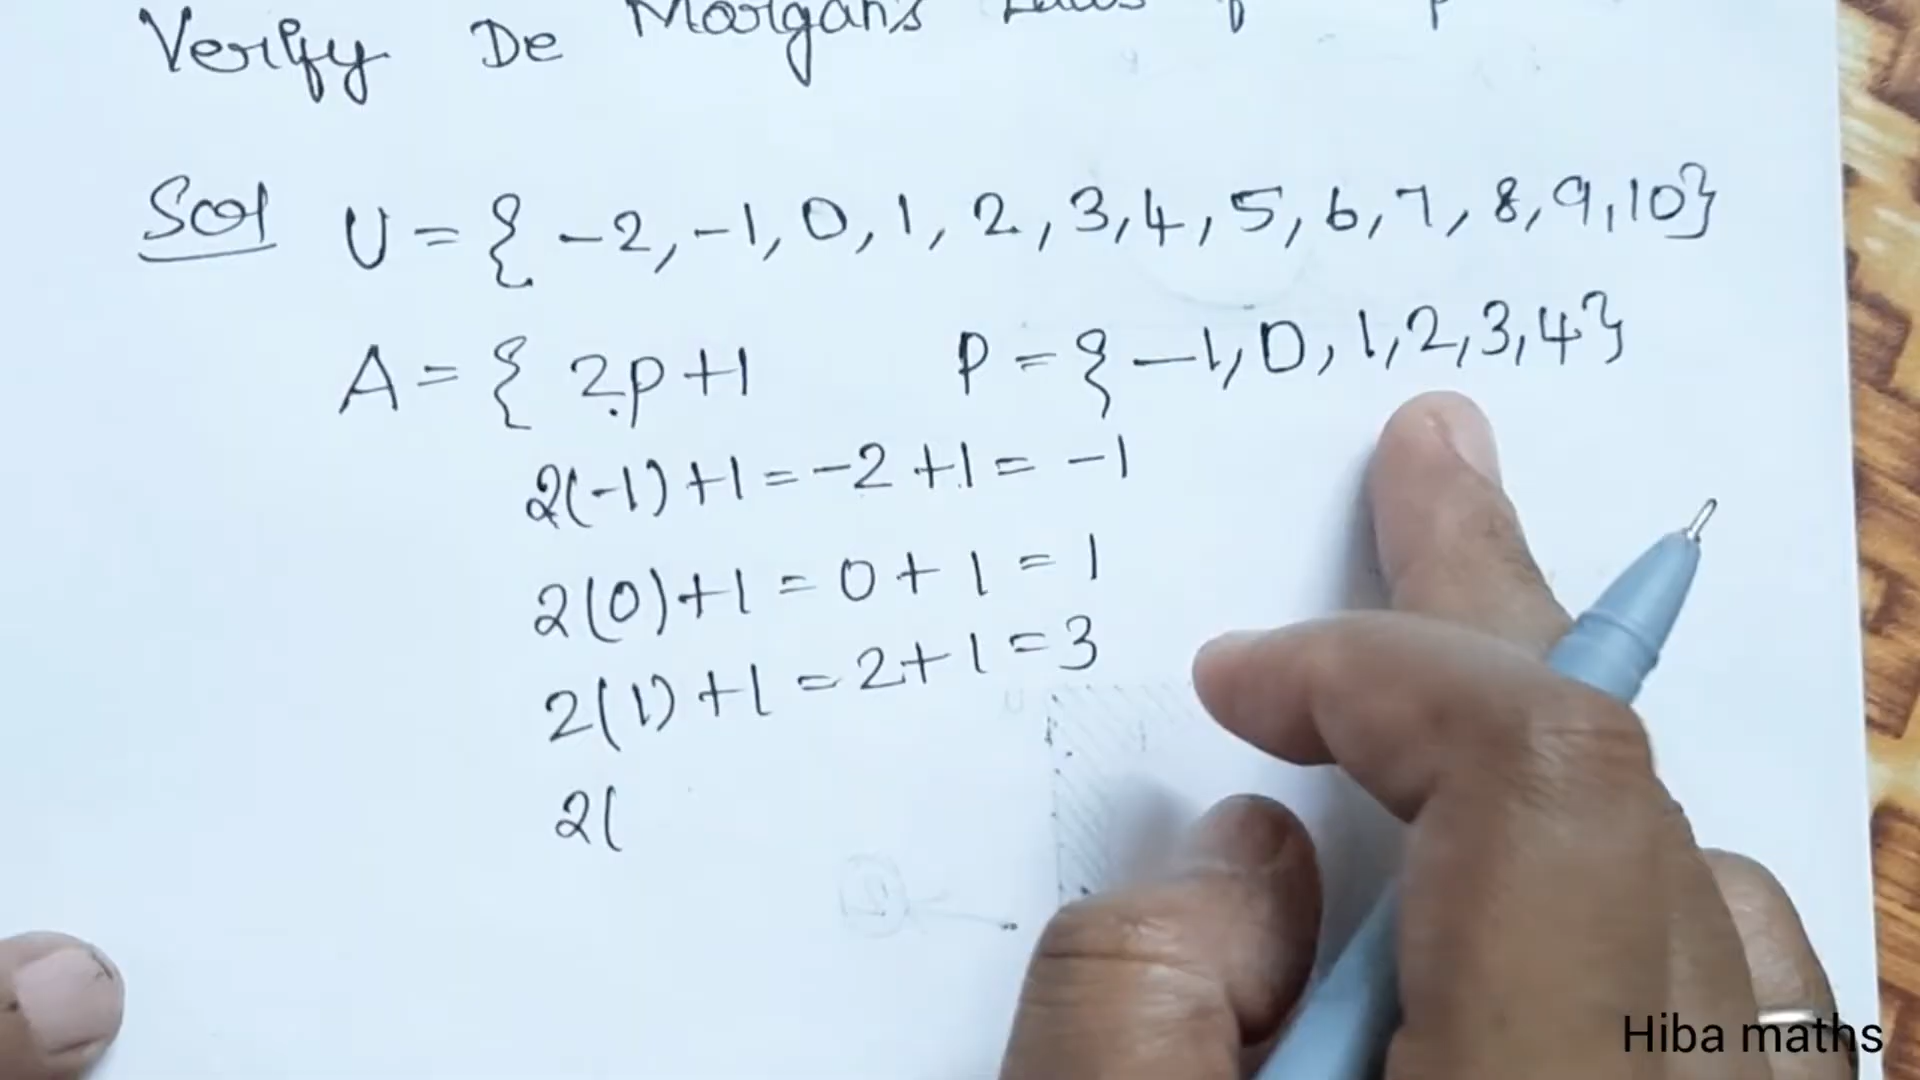 Verify De Morgan's Laws
Sol U = { -2, -1, 0, 1, 2, 3, 4, 5, 6, 7, 8, 9, 10}
A = { 2p+1 P = { -1, 0, 1, 2, 3, 4}
2(-1)+1 = -2+1 = -1
2(0)+1 = 0+1 = 1
2(1)+1 = 2+1 = 3
2(
Hiba maths